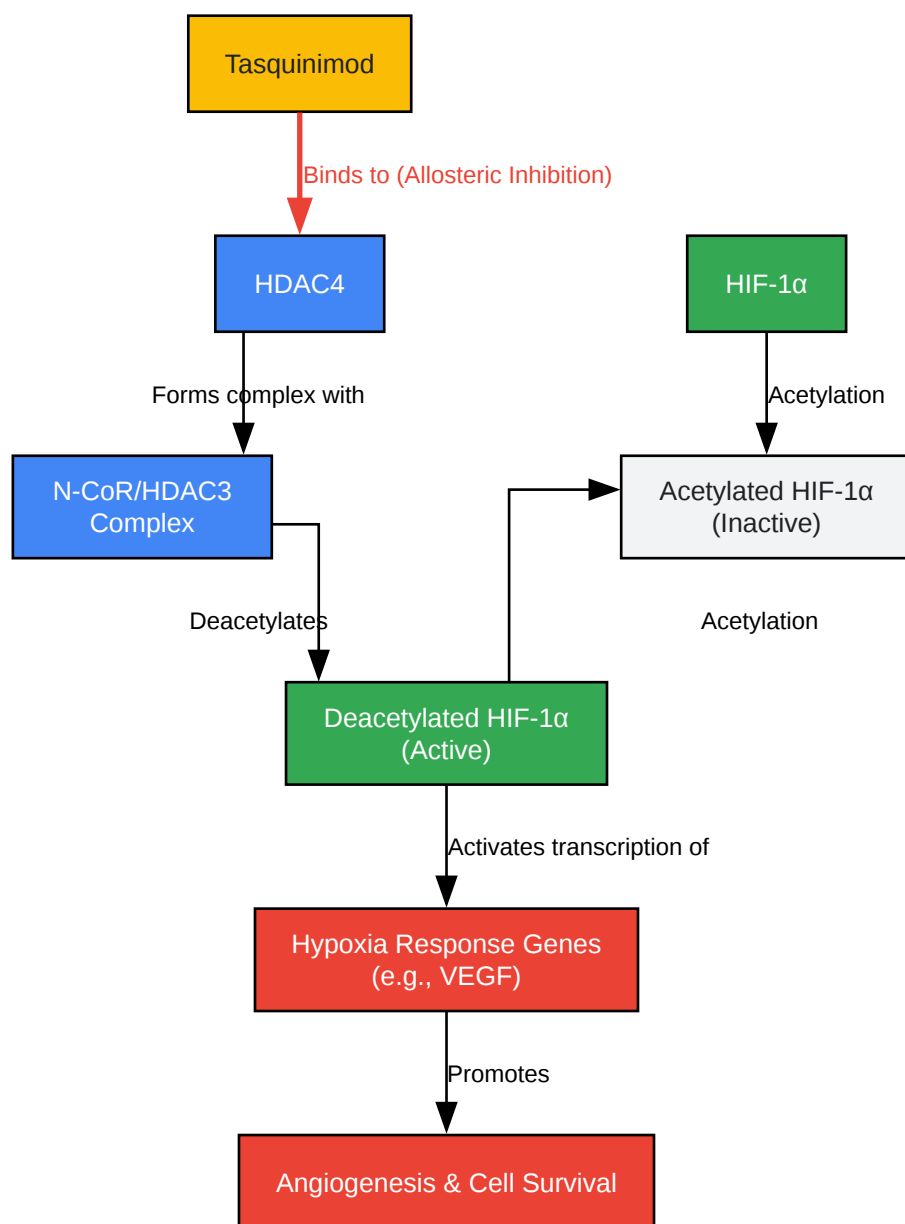 Tasquinimod
Binds to (Allosteric Inhibition)
HDAC4
HIF-1α
Forms complex with
Acetylation
N-CoR/HDAC3
Complex
Acetylated HIF-1α
(Inactive)
Deacetylates
Acetylation
Deacetylated HIF-1α
(Active)
Activates transcription of
Hypoxia Response Genes
(e.g., VEGF)
Promotes
Angiogenesis & Cell Survival